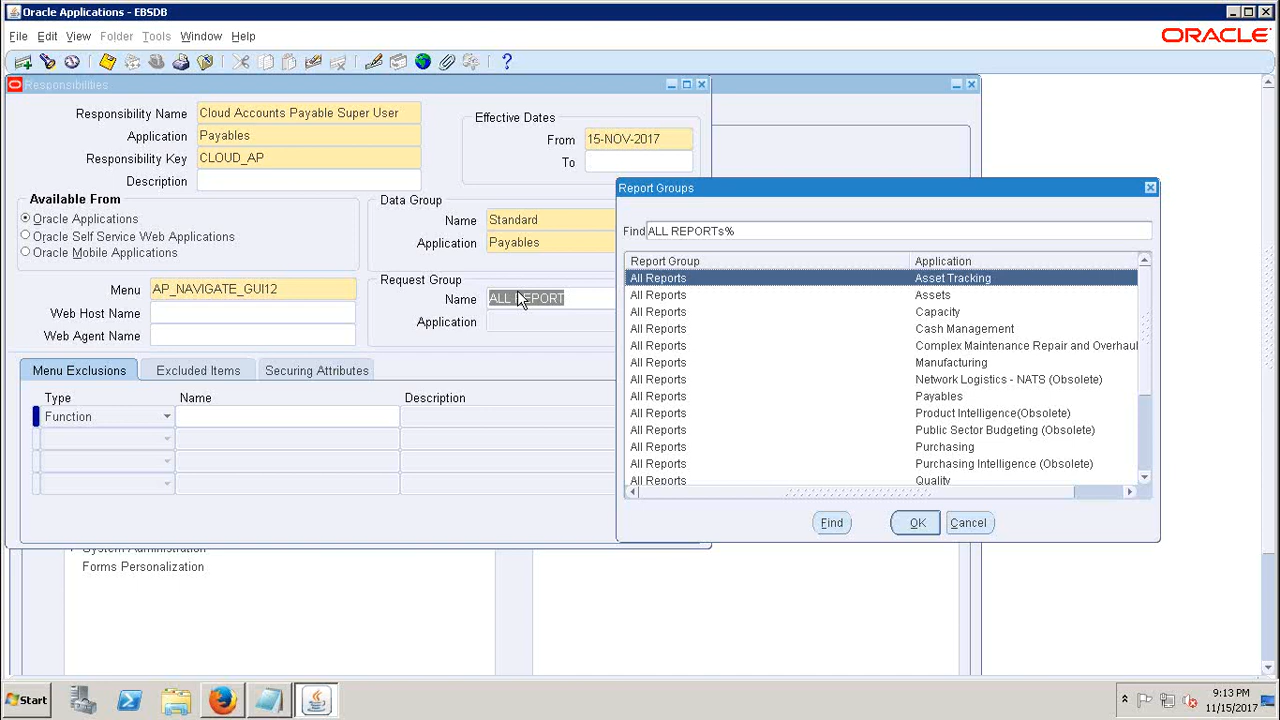 Oracle Applications - EBSDB
File Edit View Folder Tools Window Help
ORACLE
Responsibilities
Responsibility Name Cloud Accounts Payable Super User
Application Payables
Responsibility Key CLOUD_AP
Description
Effective Dates
From 15-NOV-2017
To
Available From
Oracle Applications
Oracle Self Service Web Applications
Oracle Mobile Applications
Data Group
Name Standard
Application Payables
Menu AP_NAVIGATE_GUI12
Web Host Name
Web Agent Name
Request Group
Name ALL REPORT
Application
Menu Exclusions Excluded Items Securing Attributes
Type Name Description
Function
Report Groups
Find ALL REPORTs%
Report Group Application
All Reports Asset Tracking
All Reports Assets
All Reports Capacity
All Reports Cash Management
All Reports Complex Maintenance Repair and Overhaul
All Reports Manufacturing
All Reports Network Logistics - NATS (Obsolete)
All Reports Payables
All Reports Product Intelligence(Obsolete)
All Reports Public Sector Budgeting (Obsolete)
All Reports Purchasing
All Reports Purchasing Intelligence (Obsolete)
All Reports Quality
Find OK Cancel
System Administration
Forms Personalization
Start
9:13 PM
11/15/2017